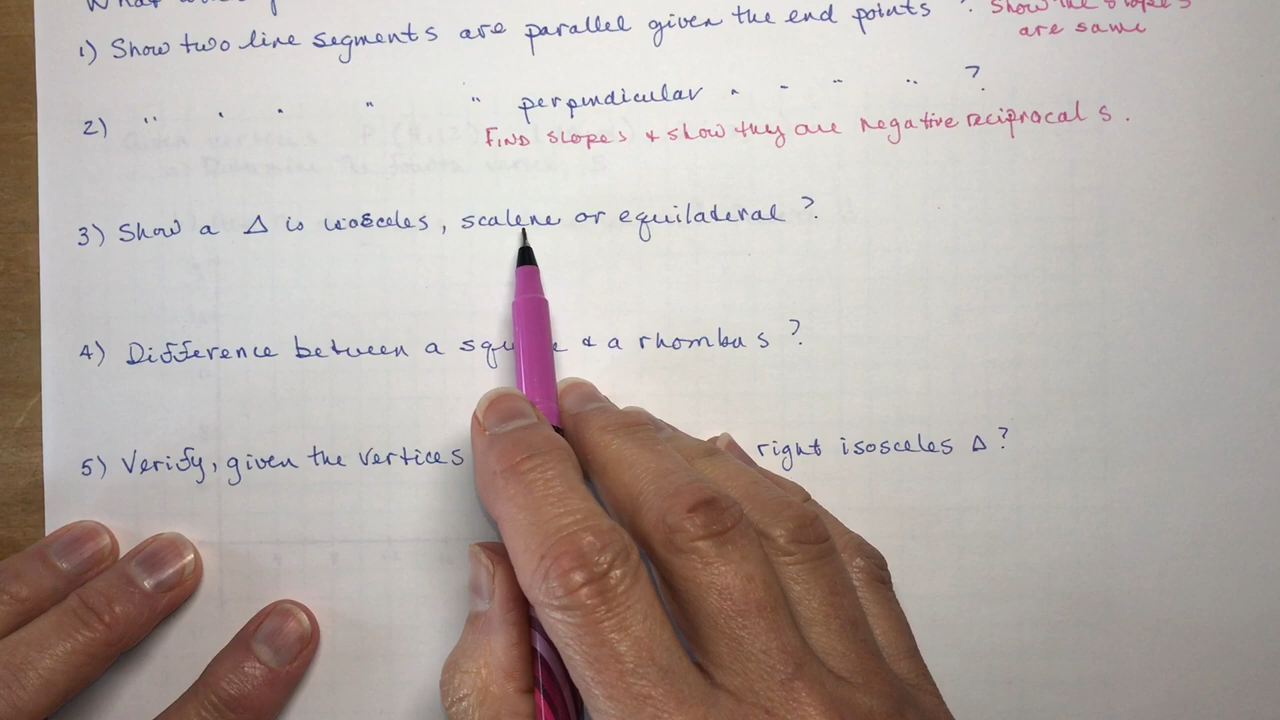 What
1) Show two line segments are parallel given the end points ? Show the slopes
are same
2) " " " " " perpendicular " " " " ?
FIND slopes + show they are negative reciprocals.
3) Show a Δ is isosceles, scalene or equilateral ?
4) Difference between a & a rhombus ?
5) Verify, given the vertices right isosceles Δ ?